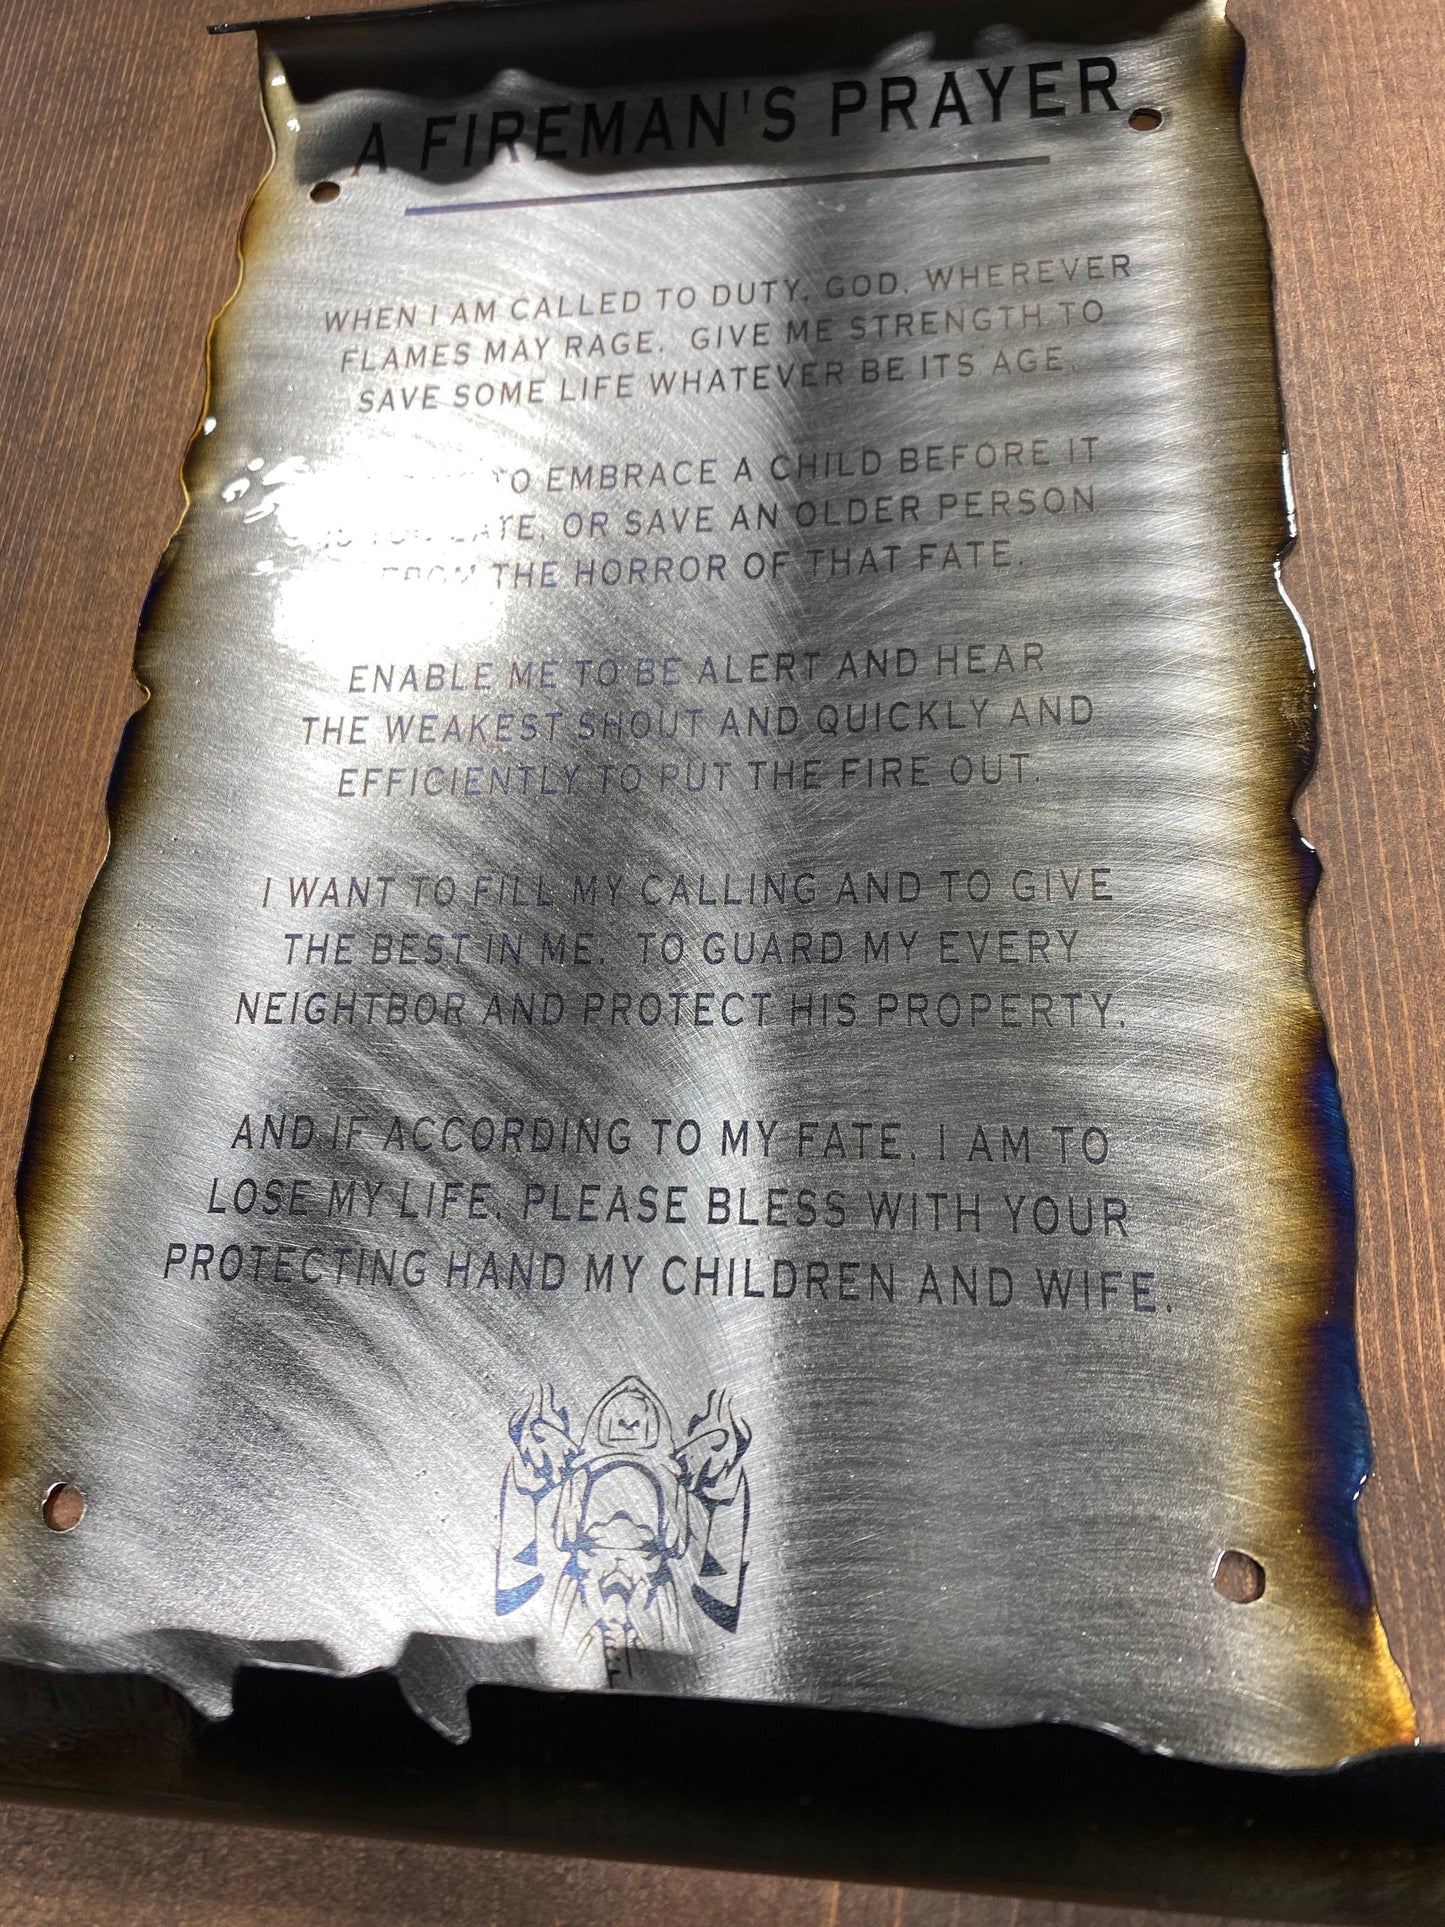 A FIREMAN'S PRAYER
WHEN I AM CALLED TO DUTY, GOD, WHEREVER
FLAMES MAY RAGE. GIVE ME STRENGTH TO
SAVE SOME LIFE WHATEVER BE ITS AGE.
TO EMBRACE A CHILD BEFORE IT
TOO LATE, OR SAVE AN OLDER PERSON
FROM THE HORROR OF THAT FATE.
ENABLE ME TO BE ALERT AND HEAR
THE WEAKEST SHOUT AND QUICKLY AND
EFFICIENTLY TO PUT THE FIRE OUT.
I WANT TO FILL MY CALLING AND TO GIVE
THE BEST IN ME. TO GUARD MY EVERY
NEIGHTBOR AND PROTECT HIS PROPERTY.
AND IF ACCORDING TO MY FATE, I AM TO
LOSE MY LIFE, PLEASE BLESS WITH YOUR
PROTECTING HAND MY CHILDREN AND WIFE.